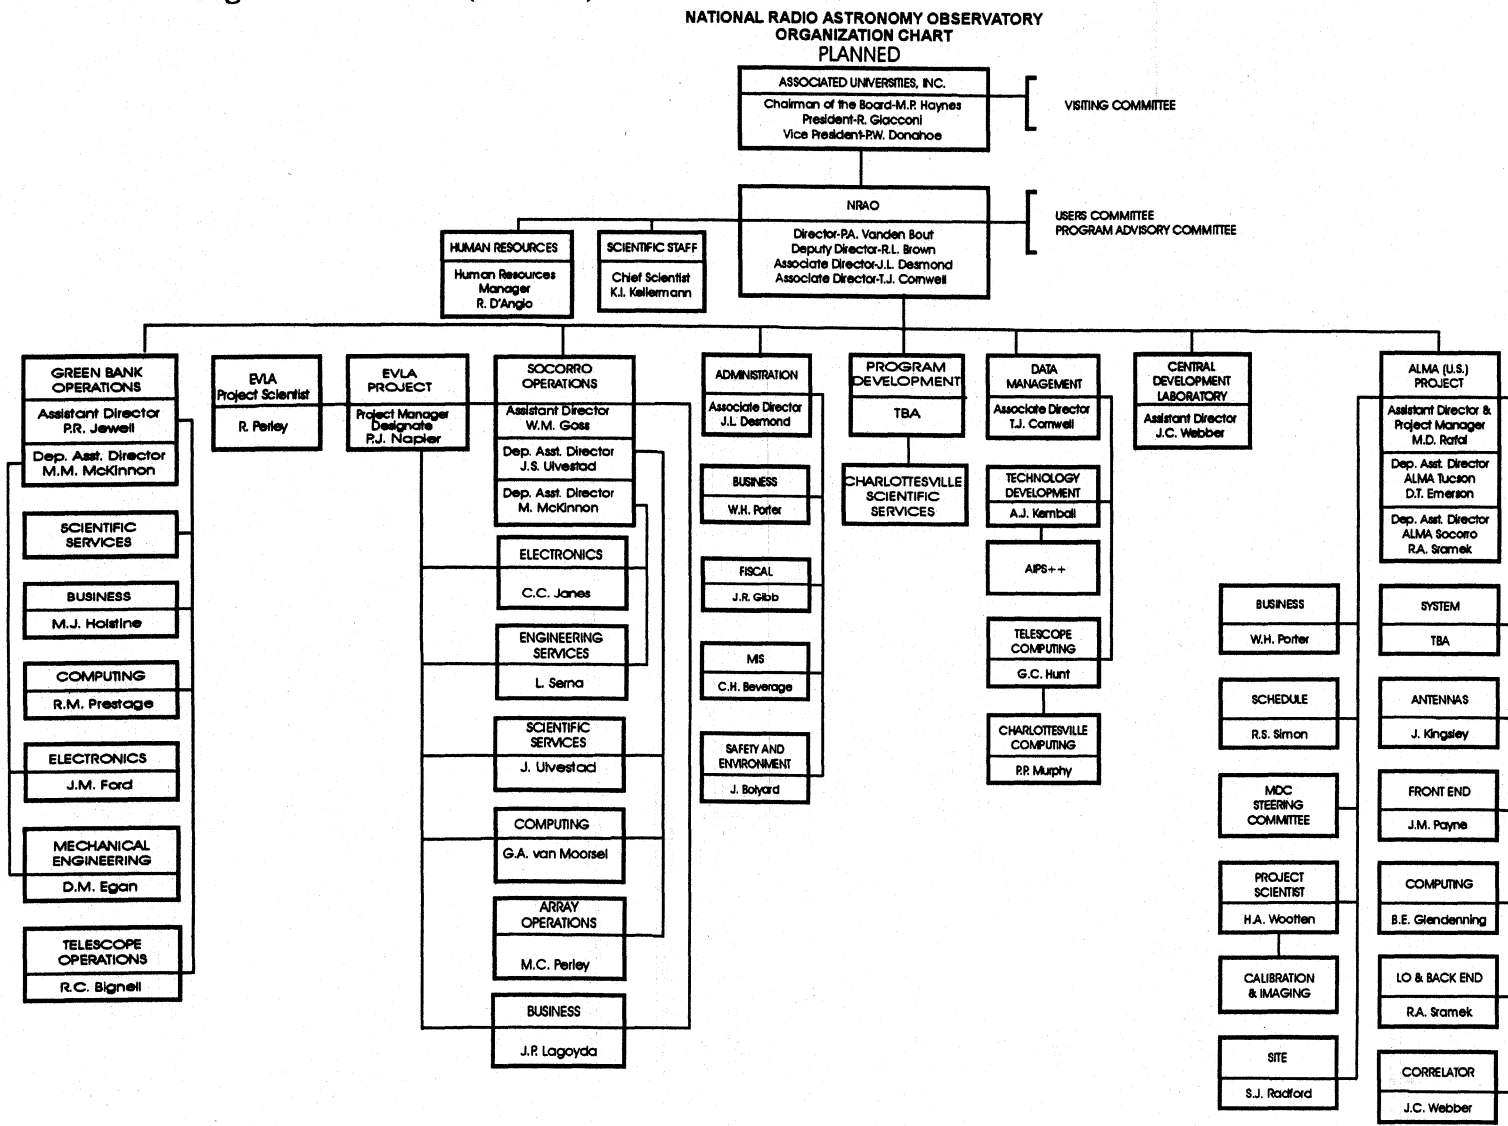 NATIONAL RADIO ASTRONOMY OBSERVATORY
ORGANIZATION CHART
PLANNED
ASSOCIATED UNIVERSITIES, INC.
Chairman of the Board-M.P. Haynes
President-R. Giacconi
Vice President-P.W. Donahoe
VISITING COMMITTEE
NRAO
Director-P.A. Vanden Bout
Deputy Director-R.L. Brown
Associate Director-J.L. Desmond
Associate Director-T.J. Cornwell
USERS COMMITTEE
PROGRAM ADVISORY COMMITTEE
HUMAN RESOURCES
Human Resources
Manager
R. D'Angio
SCIENTIFIC STAFF
Chief Scientist
K.I. Kellermann
GREEN BANK
OPERATIONS
Assistant Director
P.R. Jewell
Dep. Asst. Director
M.M. McKinnon
SCIENTIFIC
SERVICES
BUSINESS
M.J. Holstine
COMPUTING
R.M. Prestage
ELECTRONICS
J.M. Ford
MECHANICAL
ENGINEERING
D.M. Egan
TELESCOPE
OPERATIONS
R.C. Bignell
EVLA
Project Scientist
R. Perley
EVLA
PROJECT
Project Manager
Designate
P.J. Napier
SOCORRO
OPERATIONS
Assistant Director
W.M. Goss
Dep. Asst. Director
J.S. Ulvestad
Dep. Asst. Director
M. McKinnon
ELECTRONICS
C.C. Janes
ENGINEERING
SERVICES
L. Serna
SCIENTIFIC
SERVICES
J. Ulvestad
COMPUTING
G.A. van Moorsel
ARRAY
OPERATIONS
M.C. Perley
BUSINESS
J.P. Lagoyda
ADMINISTRATION
Associate Director
J.L. Desmond
BUSINESS
W.H. Porter
FISCAL
J.R. Gibb
MIS
C.H. Beverage
SAFETY AND
ENVIRONMENT
J. Bolyard
PROGRAM
DEVELOPMENT
TBA
CHARLOTTESVILLE
SCIENTIFIC
SERVICES
DATA
MANAGEMENT
Associate Director
T.J. Cornwell
TECHNOLOGY
DEVELOPMENT
A.J. Kemball
AIPS++
TELESCOPE
COMPUTING
G.C. Hunt
CHARLOTTESVILLE
COMPUTING
P.P. Murphy
CENTRAL
DEVELOPMENT
LABORATORY
Assistant Director
J.C. Webber
ALMA (U.S.)
PROJECT
Assistant Director &
Project Manager
M.D. Rafal
Dep. Asst. Director
ALMA Tucson
D.T. Emerson
Dep. Asst. Director
ALMA Socorro
R.A. Sramek
BUSINESS
W.H. Porter
SCHEDULE
R.S. Simon
MDC
STEERING
COMMITTEE
PROJECT
SCIENTIST
H.A. Wootten
CALIBRATION
& IMAGING
SITE
S.J. Radford
SYSTEM
TBA
ANTENNAS
J. Kingsley
FRONT END
J.M. Payne
COMPUTING
B.E. Glendenning
LO & BACK END
R.A. Sramek
CORRELATOR
J.C. Webber